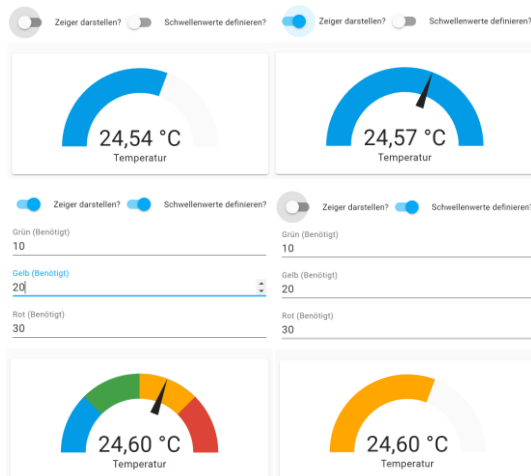 Zeiger darstellen? Schwellenwerte definieren?
24,54 °C
Temperatur
Zeiger darstellen? Schwellenwerte definieren?
24,57 °C
Temperatur
Zeiger darstellen? Schwellenwerte definieren?
Grün (Benötigt)
10
Gelb (Benötigt)
20
Rot (Benötigt)
30
24,60 °C
Temperatur
Zeiger darstellen? Schwellenwerte definieren?
Grün (Benötigt)
10
Gelb (Benötigt)
20
Rot (Benötigt)
30
24,60 °C
Temperatur